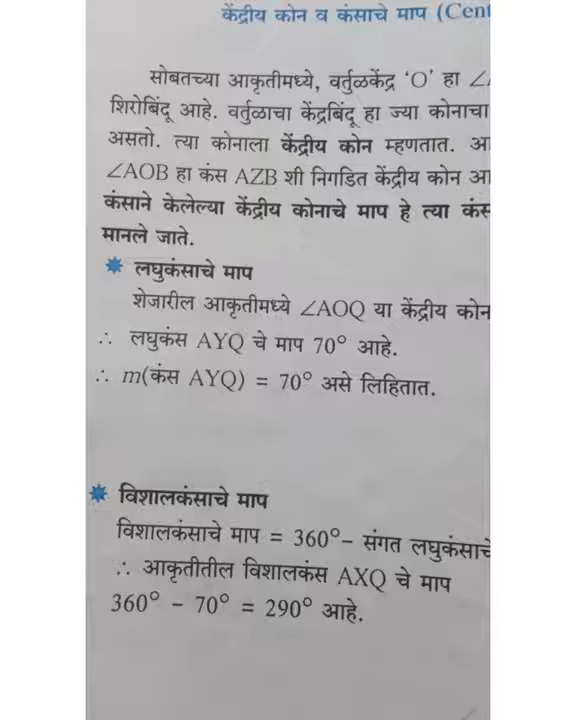 केंद्रीय कोन व कंसाचे माप (Cent
सोबतच्या आकृतीमध्ये, वर्तुळकेंद्र ‘O’ हा ∠
शिरोबिंदू आहे. वर्तुळाचा केंद्रबिंदू हा ज्या कोनाचा
असतो. त्या कोनाला केंद्रीय कोन म्हणतात. आ
∠AOB हा कंस AZB शी निगडित केंद्रीय कोन आ
कंसाने केलेल्या केंद्रीय कोनाचे माप हे त्या कंस
मानले जाते.
* लघुकंसाचे माप
शेजारील आकृतीमध्ये ∠AOQ या केंद्रीय कोन
∴ लघुकंस AYQ चे माप 70° आहे.
∴ m(कंस AYQ) = 70° असे लिहितात.
* विशालकंसाचे माप
विशालकंसाचे माप = 360°- संगत लघुकंसाचे
∴ आकृतीतील विशालकंस AXQ चे माप
360° - 70° = 290° आहे.